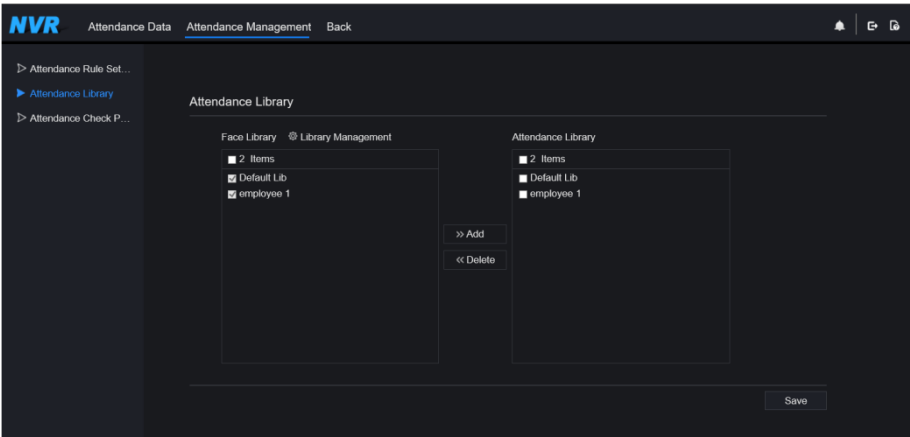 NVR Attendance Data Attendance Management Back
Attendance Rule Set...
Attendance Library
Attendance Check P...
Attendance Library
Face Library Library Management
2 Items
Default Lib
employee 1
>> Add
<< Delete
Attendance Library
2 Items
Default Lib
employee 1
Save